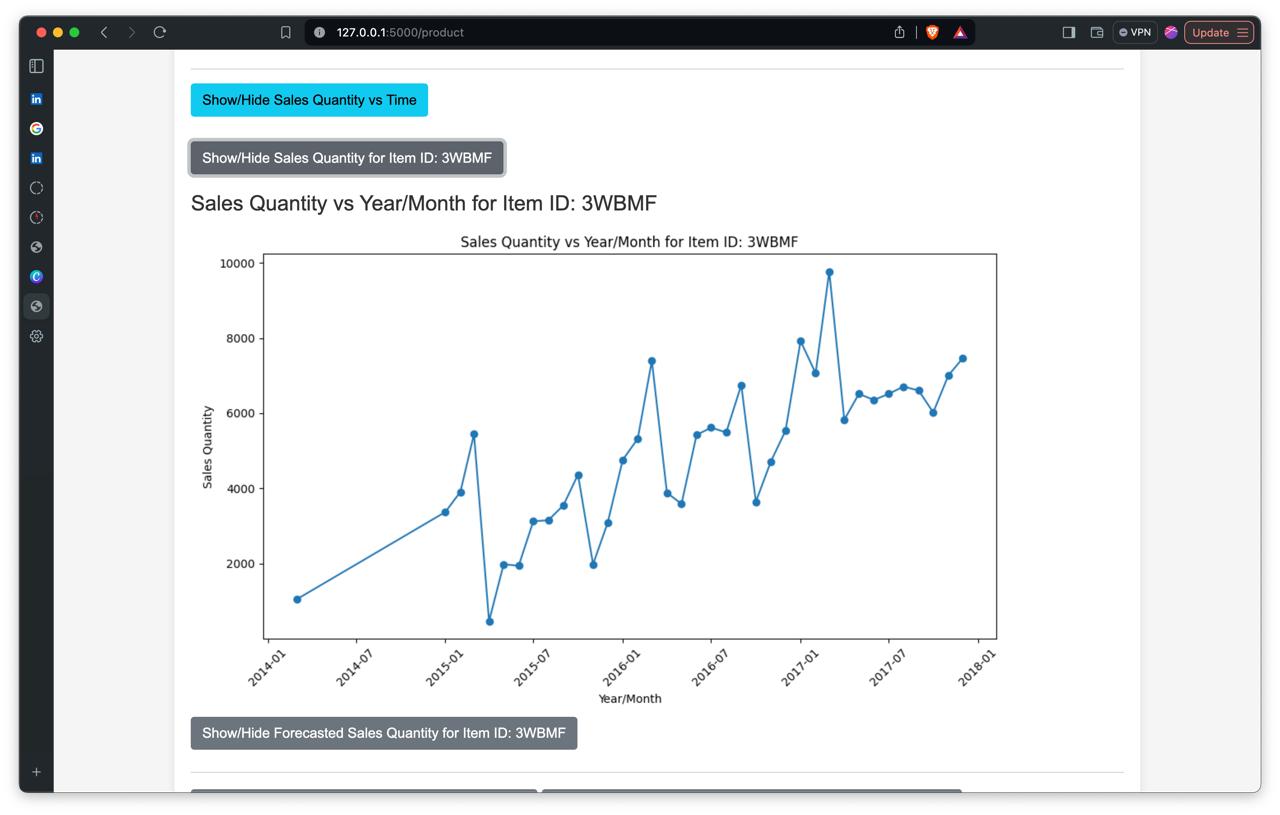 127.0.0.1:5000/product
VPN
Update
Show/Hide Sales Quantity vs Time
Show/Hide Sales Quantity for Item ID: 3WBMF
Sales Quantity vs Year/Month for Item ID: 3WBMF
Sales Quantity vs Year/Month for Item ID: 3WBMF
10000
8000
6000
4000
2000
Sales Quantity
2014-01
2014-07
2015-01
2015-07
2016-01
2016-07
2017-01
2017-07
2018-01
Year/Month
Show/Hide Forecasted Sales Quantity for Item ID: 3WBMF